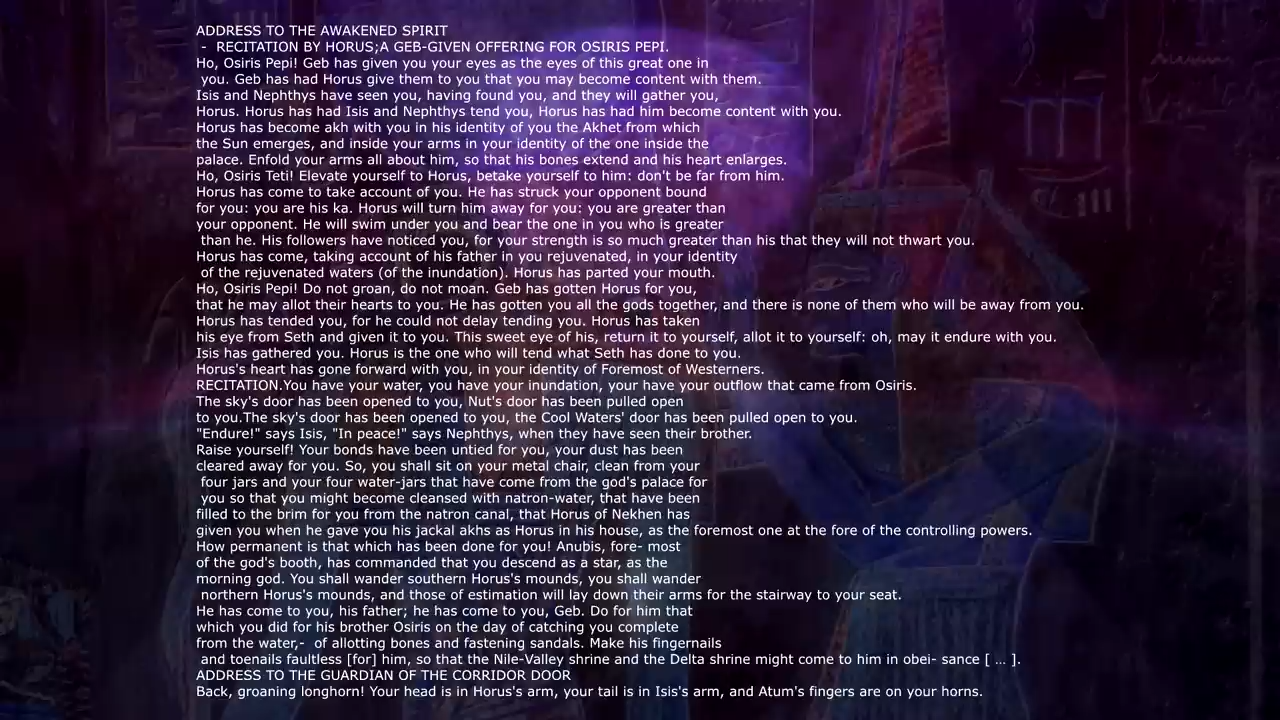 ADDRESS TO THE AWAKENED SPIRIT
- RECITATION BY HORUS;A GEB-GIVEN OFFERING FOR OSIRIS PEPI.
Ho, Osiris Pepi! Geb has given you your eyes as the eyes of this great one in
you. Geb has had Horus give them to you that you may become content with them.
Isis and Nephthys have seen you, having found you, and they will gather you,
Horus. Horus has had Isis and Nephthys tend you, Horus has had him become content with you.
Horus has become akh with you in his identity of you the Akhet from which
the Sun emerges, and inside your arms in your identity of the one inside the
palace. Enfold your arms all about him, so that his bones extend and his heart enlarges.
Ho, Osiris Teti! Elevate yourself to Horus, betake yourself to him: don't be far from him.
Horus has come to take account of you. He has struck your opponent bound
for you: you are his ka. Horus will turn him away for you: you are greater than
your opponent. He will swim under you and bear the one in you who is greater
than he. His followers have noticed you, for your strength is so much greater than his that they will not thwart you.
Horus has come, taking account of his father in you rejuvenated, in your identity
of the rejuvenated waters (of the inundation). Horus has parted your mouth.
Ho, Osiris Pepi! Do not groan, do not moan. Geb has gotten Horus for you,
that he may allot their hearts to you. He has gotten you all the gods together, and there is none of them who will be away from you.
Horus has tended you, for he could not delay tending you. Horus has taken
his eye from Seth and given it to you. This sweet eye of his, return it to yourself, allot it to yourself: oh, may it endure with you.
Isis has gathered you. Horus is the one who will tend what Seth has done to you.
Horus's heart has gone forward with you, in your identity of Foremost of Westerners.
RECITATION.You have your water, you have your inundation, your have your outflow that came from Osiris.
The sky's door has been opened to you, Nut's door has been pulled open
to you.The sky's door has been opened to you, the Cool Waters' door has been pulled open to you.
"Endure!" says Isis, "In peace!" says Nephthys, when they have seen their brother.
Raise yourself! Your bonds have been untied for you, your dust has been
cleared away for you. So, you shall sit on your metal chair, clean from your
four jars and your four water-jars that have come from the god's palace for
you so that you might become cleansed with natron-water, that have been
filled to the brim for you from the natron canal, that Horus of Nekhen has
given you when he gave you his jackal akhs as Horus in his house, as the foremost one at the fore of the controlling powers.
How permanent is that which has been done for you! Anubis, fore- most
of the god's booth, has commanded that you descend as a star, as the
morning god. You shall wander southern Horus's mounds, you shall wander
northern Horus's mounds, and those of estimation will lay down their arms for the stairway to your seat.
He has come to you, his father; he has come to you, Geb. Do for him that
which you did for his brother Osiris on the day of catching you complete
from the water,- of allotting bones and fastening sandals. Make his fingernails
and toenails faultless [for] him, so that the Nile-Valley shrine and the Delta shrine might come to him in obei- sance [ … ].
ADDRESS TO THE GUARDIAN OF THE CORRIDOR DOOR
Back, groaning longhorn! Your head is in Horus's arm, your tail is in Isis's arm, and Atum's fingers are on your horns.